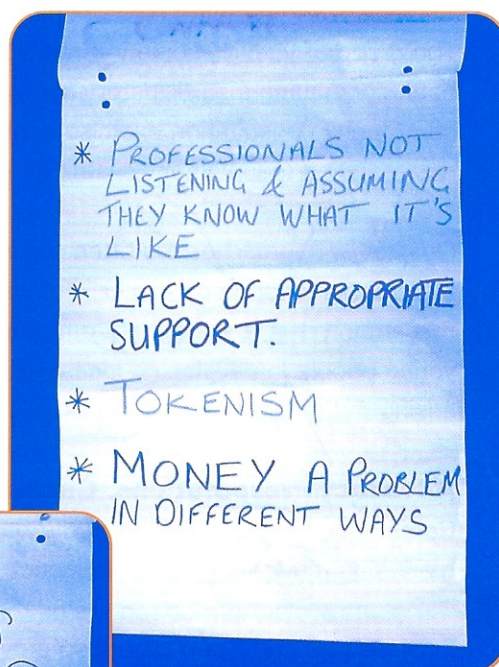 * PROFESSIONALS NOT
LISTENING & ASSUMING
THEY KNOW WHAT IT'S
LIKE
* LACK OF APPROPRIATE
SUPPORT.
* TOKENISM
* MONEY A PROBLEM
IN DIFFERENT WAYS